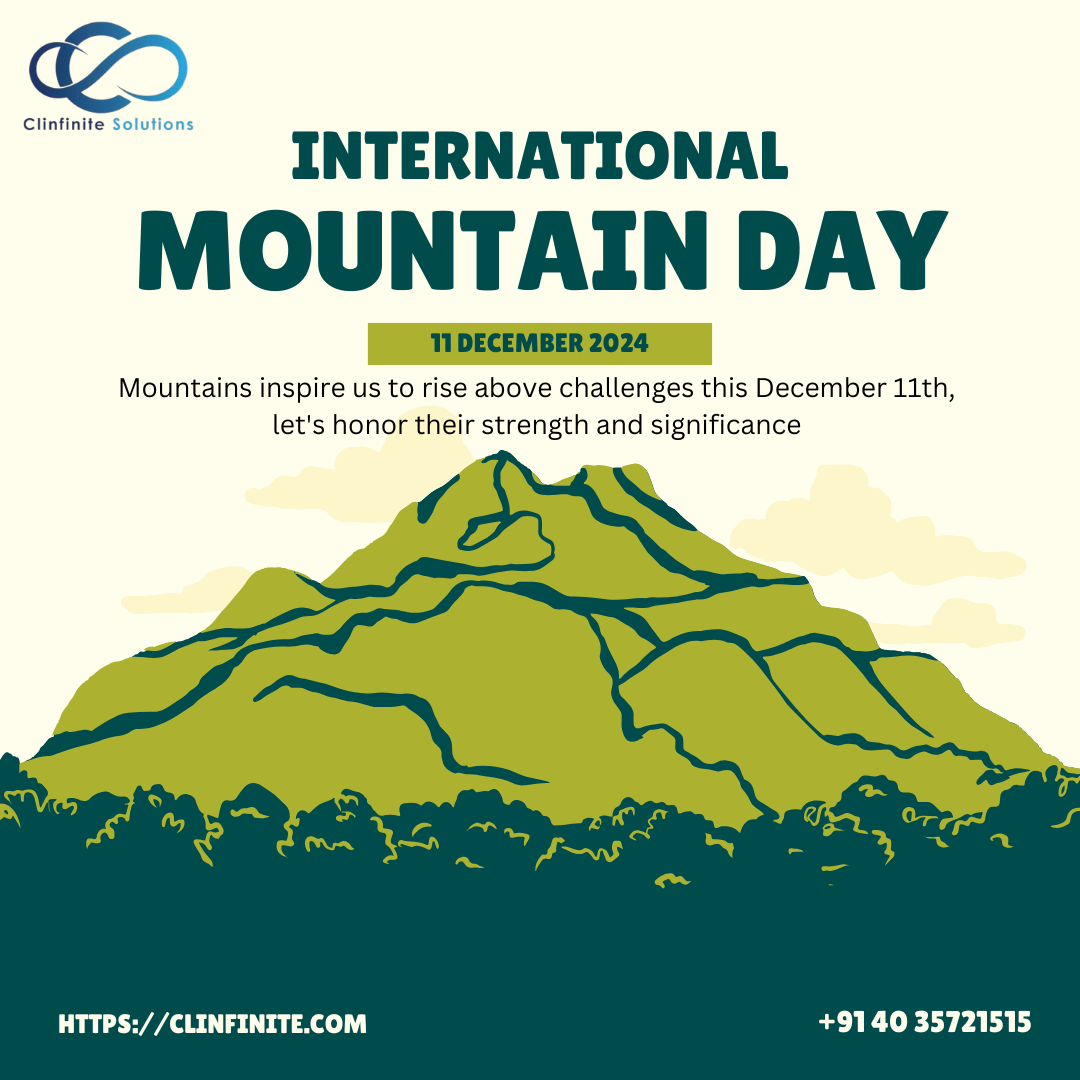 Clinfinite Solutions
INTERNATIONAL
MOUNTAIN DAY
11 DECEMBER 2024
Mountains inspire us to rise above challenges this December 11th,
let's honor their strength and significance
HTTPS://CLINFINITE.COM
+91 40 35721515